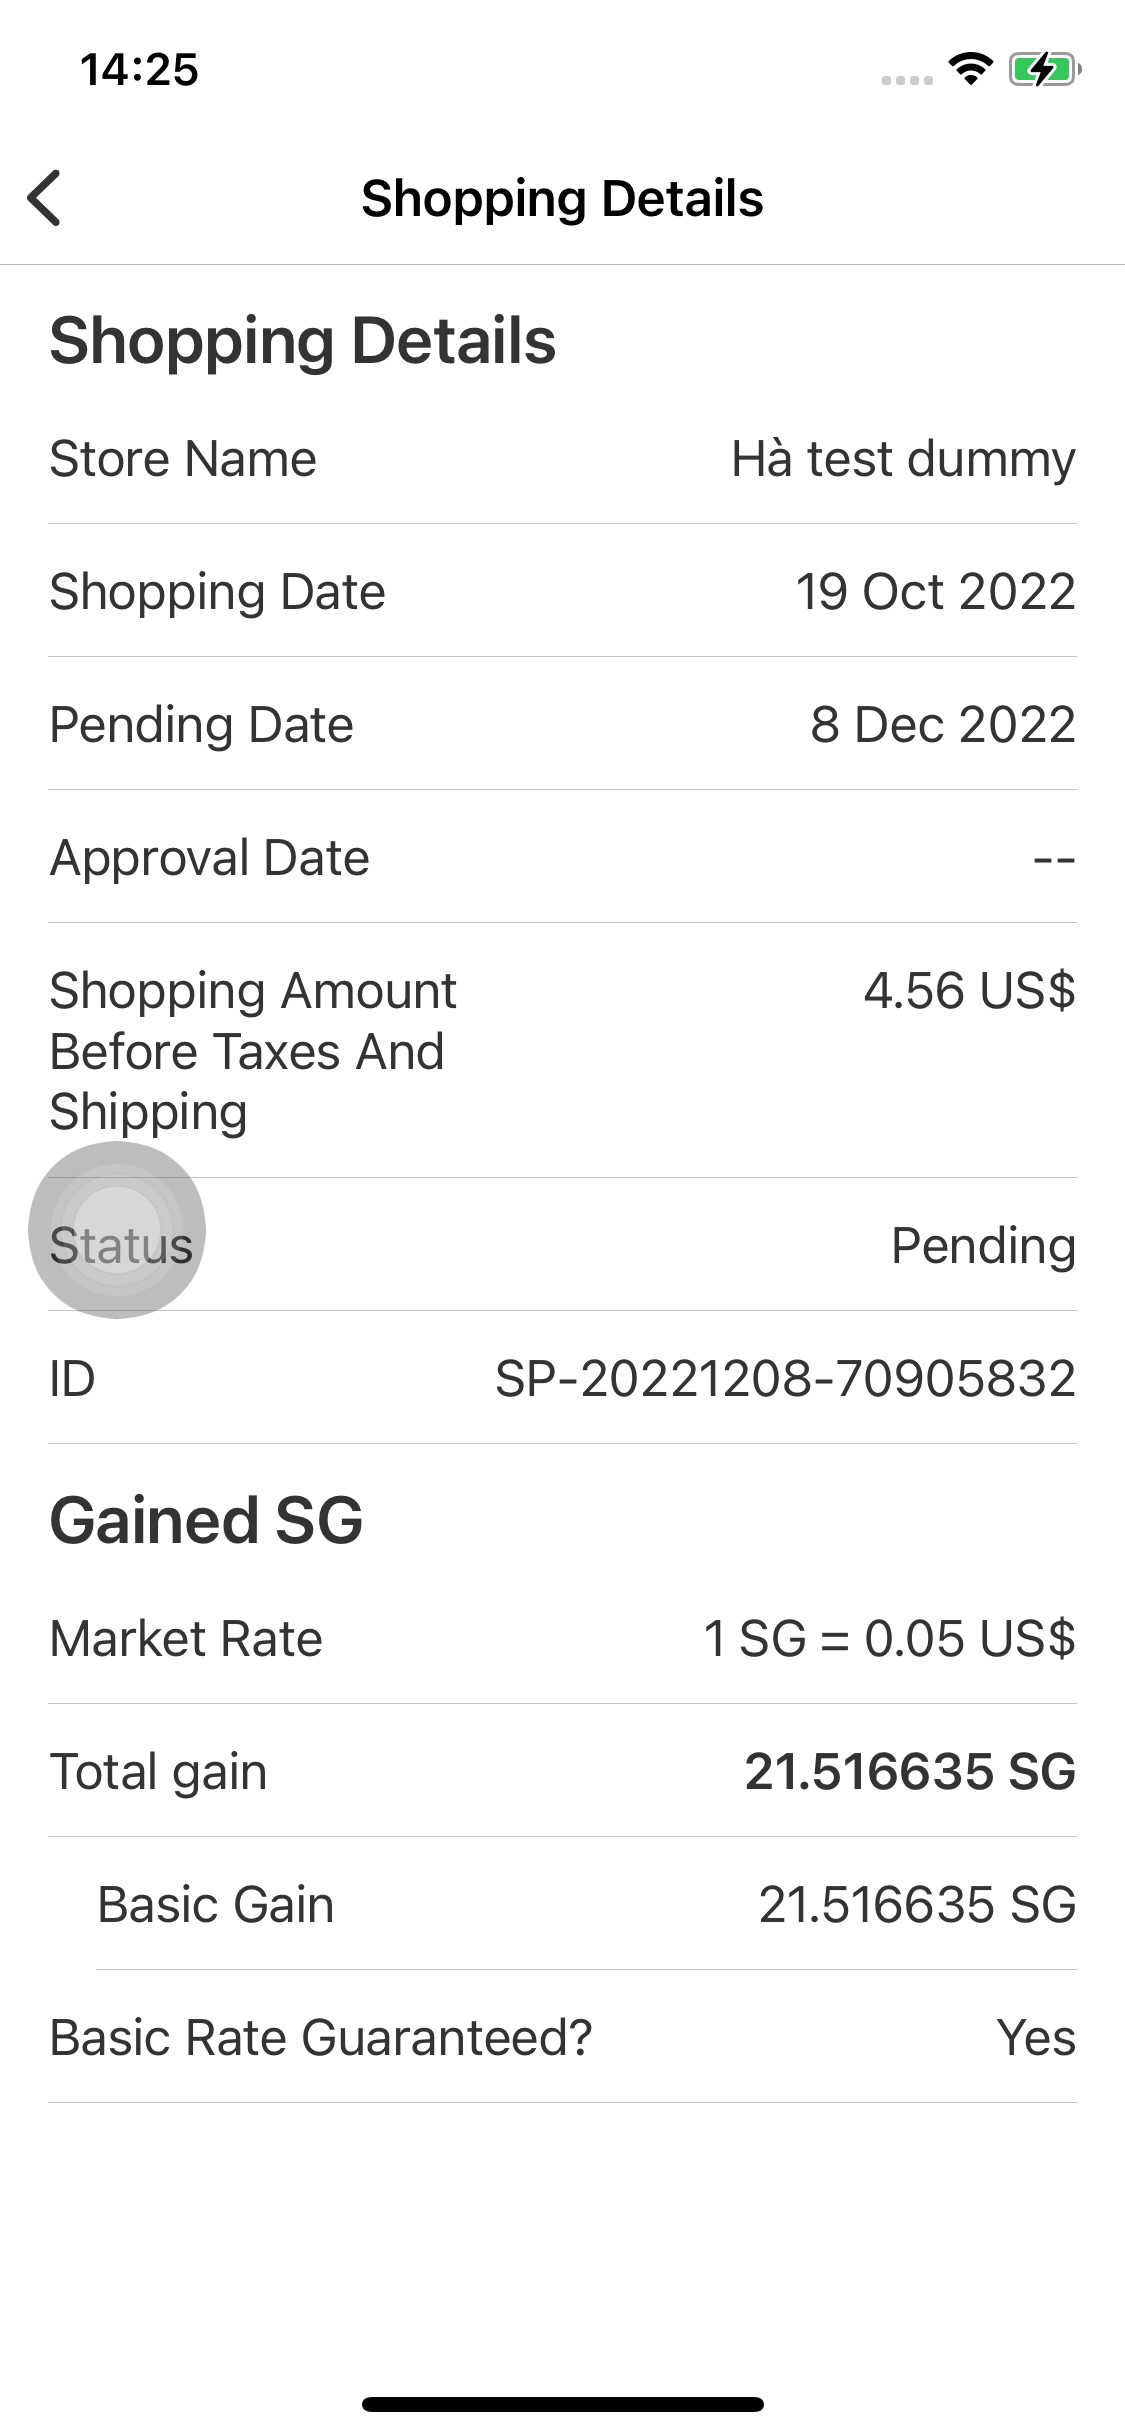 14:25
Shopping Details
Shopping Details
Store Name Hà test dummy
Shopping Date 19 Oct 2022
Pending Date 8 Dec 2022
Approval Date --
Shopping Amount 4.56 US$
Before Taxes And
Shipping
Status Pending
ID SP-20221208-70905832
Gained SG
Market Rate 1 SG = 0.05 US$
Total gain 21.516635 SG
Basic Gain 21.516635 SG
Basic Rate Guaranteed? Yes